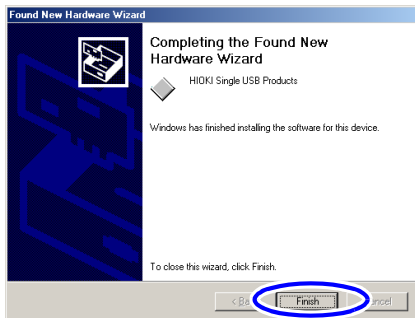 Found New Hardware Wizard
Completing the Found New
Hardware Wizard
HIOKI Single USB Products
Windows has finished installing the software for this device.
To close this wizard, click Finish.
Finish